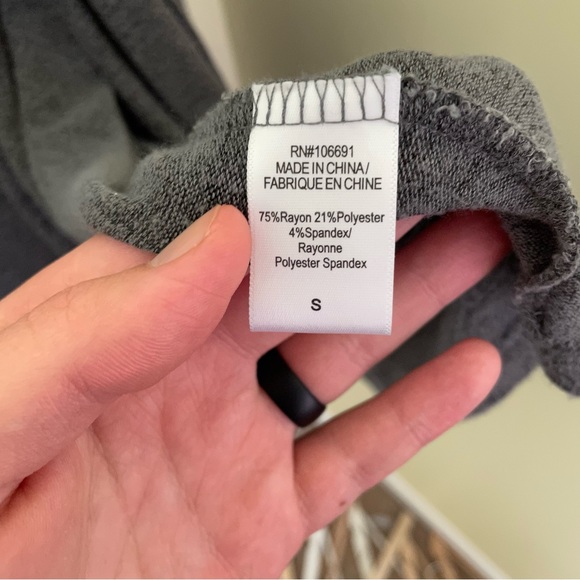 RN#106691
MADE IN CHINA/
FABRIQUE EN CHINE
75%Rayon 21%Polyester
4%Spandex/
Rayonne
Polyester Spandex
S